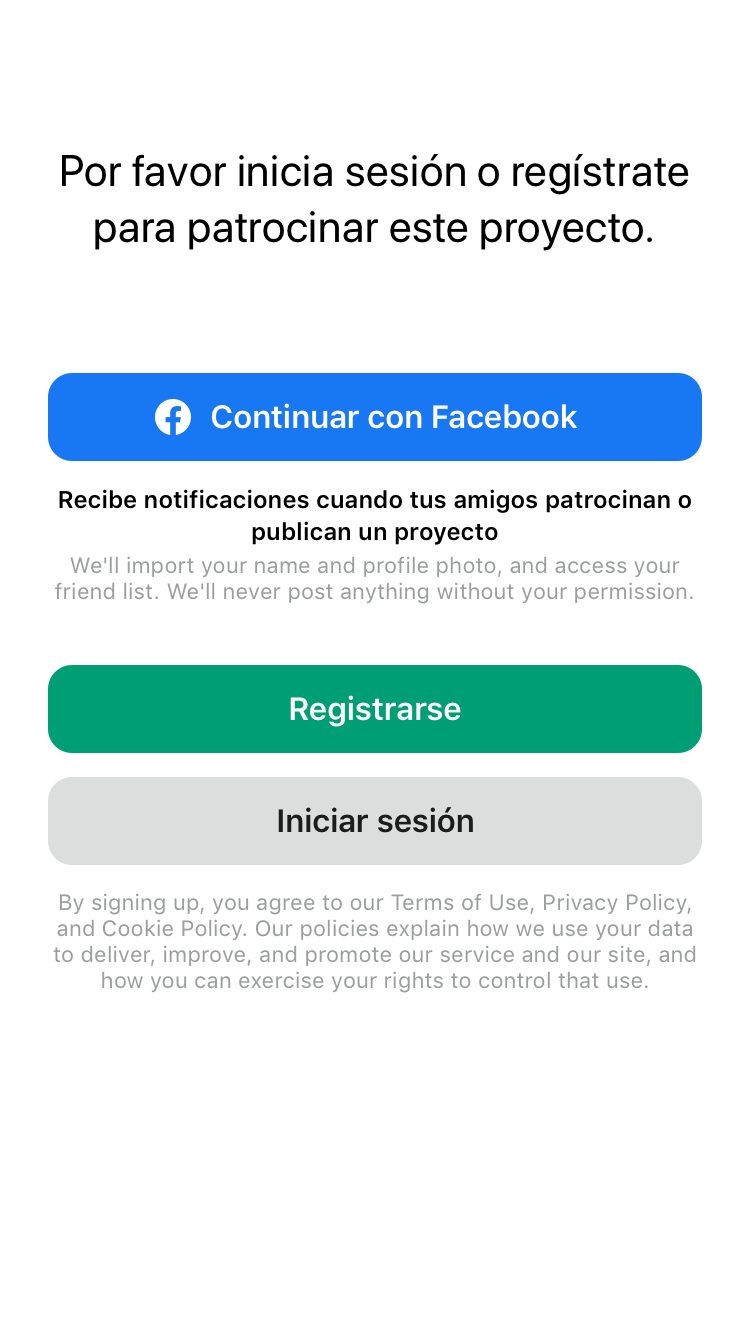 Por favor inicia sesión o regístrate
para patrocinar este proyecto.
Continuar con Facebook
Recibe notificaciones cuando tus amigos patrocinan o
publican un proyecto
We'll import your name and profile photo, and access your
friend list. We'll never post anything without your permission.
Registrarse
Iniciar sesión
By signing up, you agree to our Terms of Use, Privacy Policy,
and Cookie Policy. Our policies explain how we use your data
to deliver, improve, and promote our service and our site, and
how you can exercise your rights to control that use.